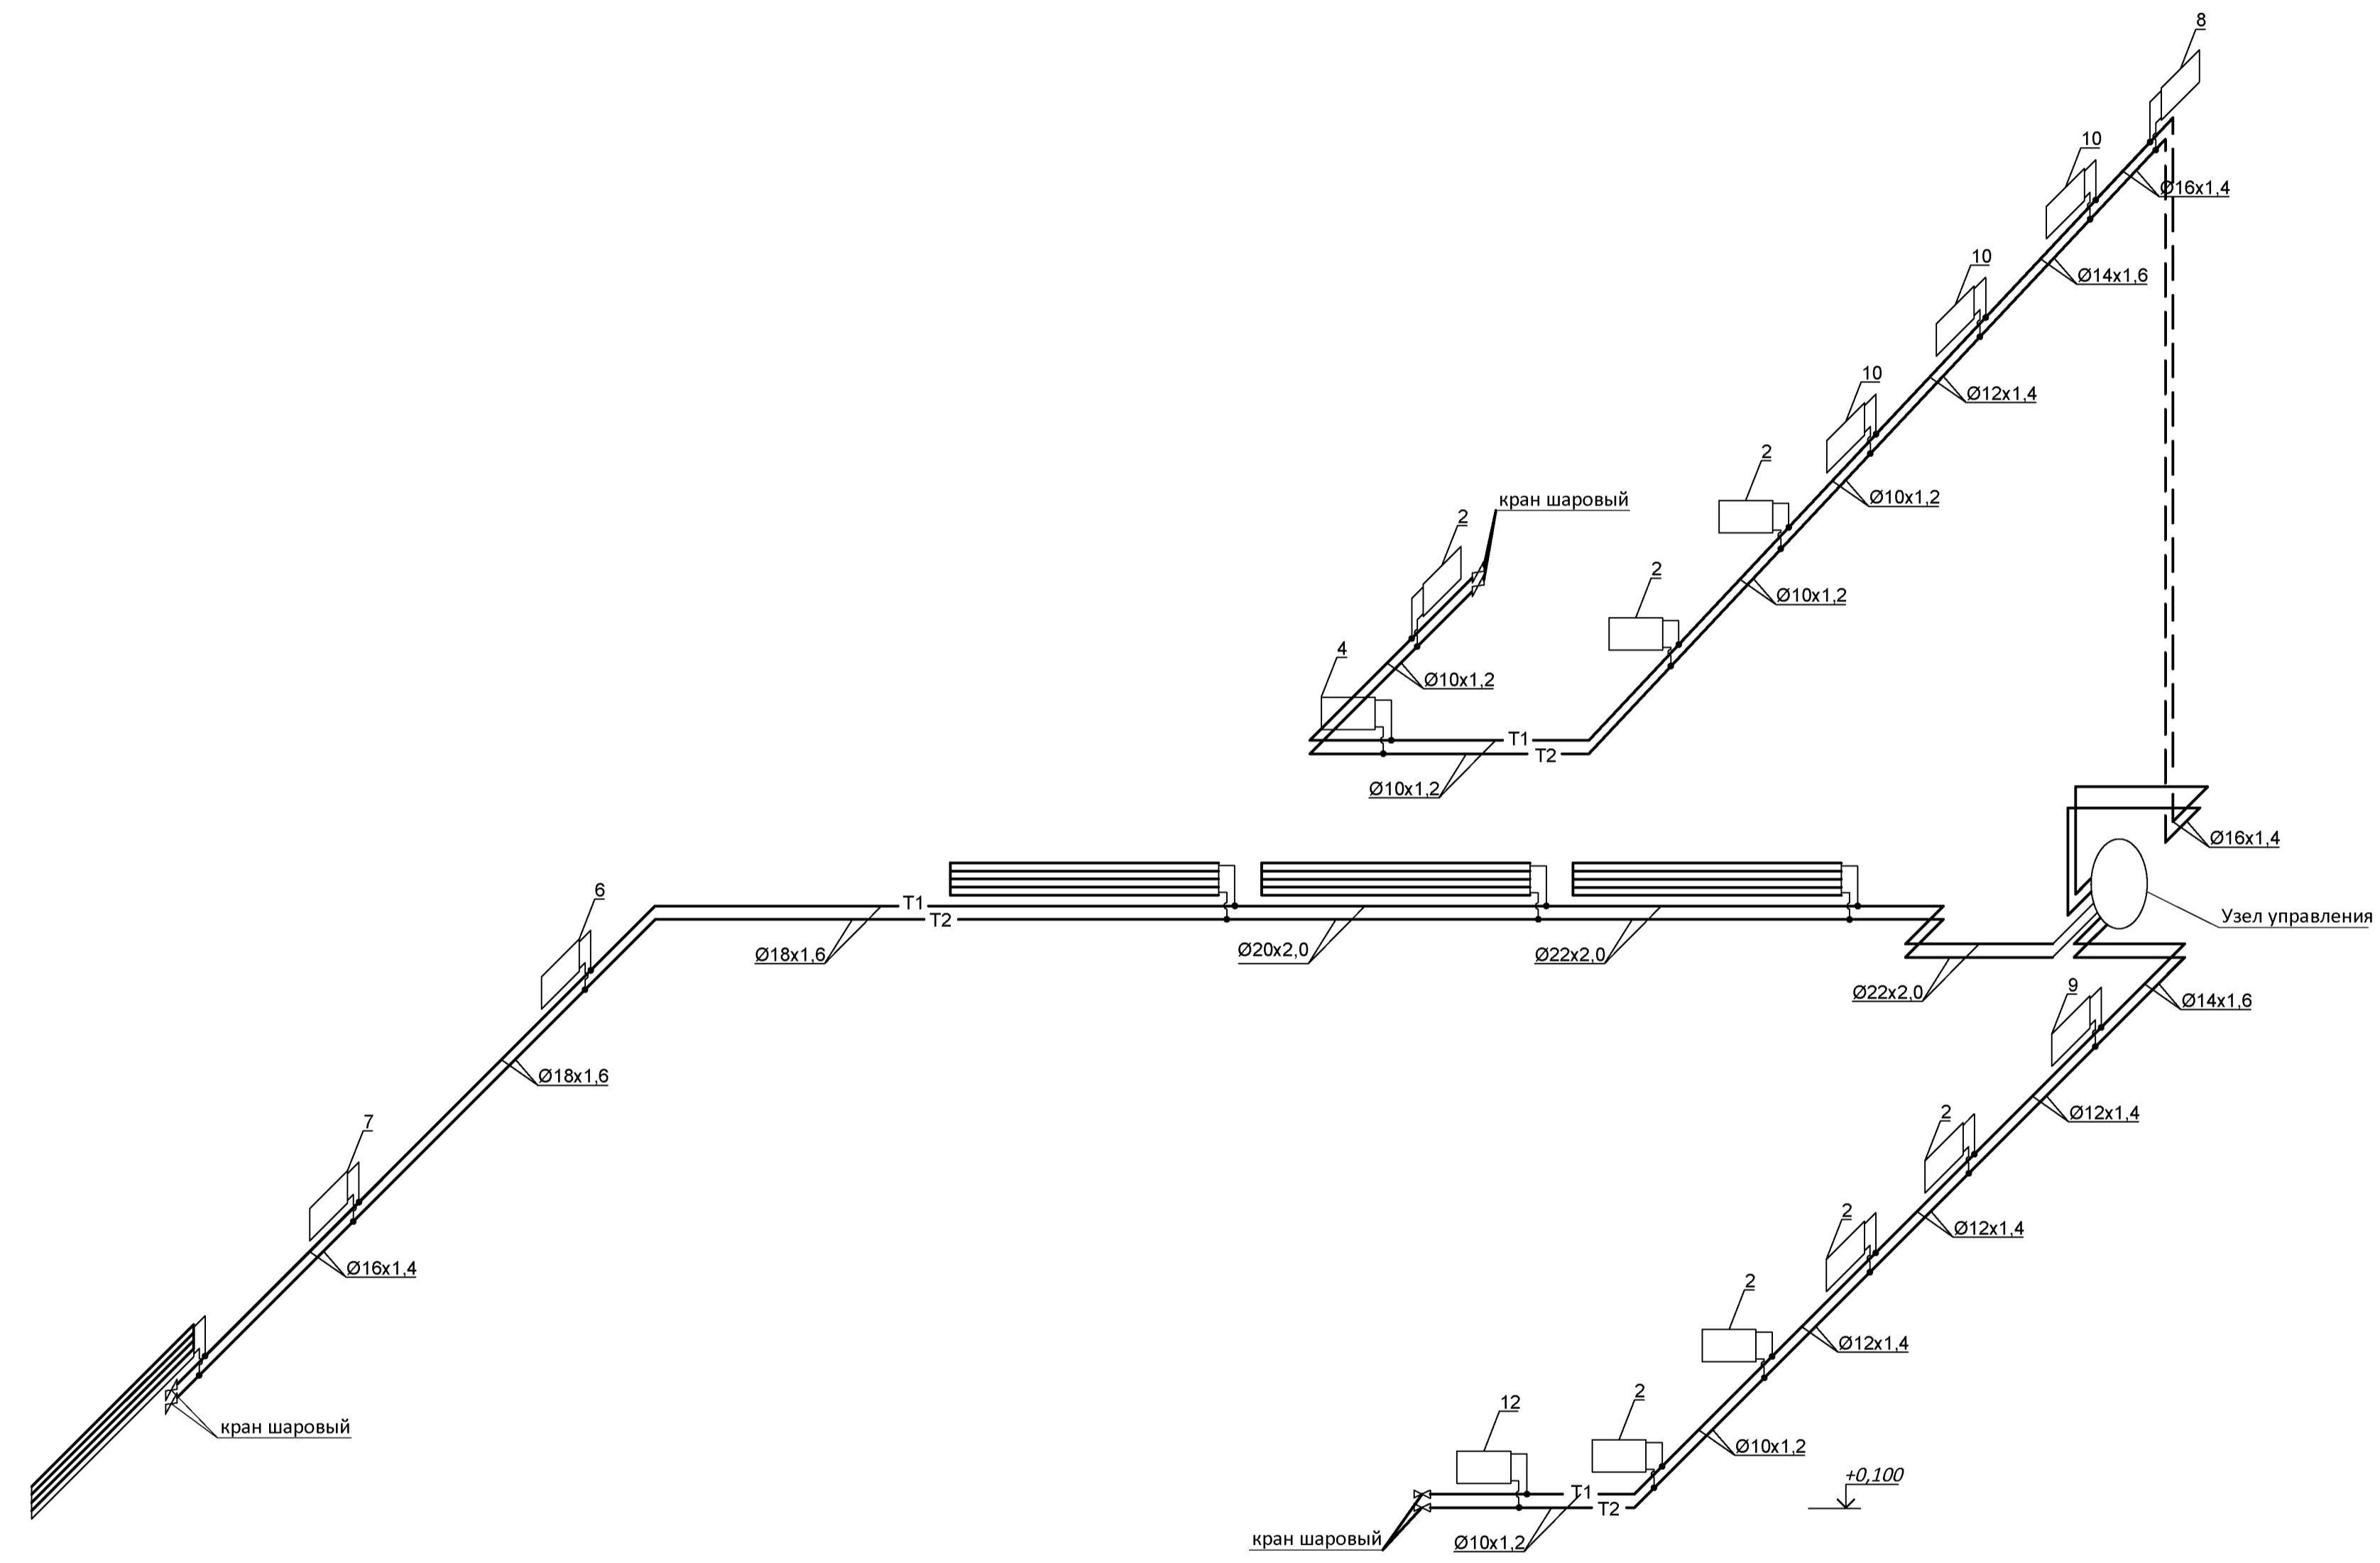 8
10
Ø16x1,4
10
Ø14x1,6
10
Ø12x1,4
2
Ø10x1,2
кран шаровый
2
2
Ø10x1,2
4
Ø10x1,2
T1
T2
Ø10x1,2
Ø16x1,4
Узел управления
6
T1
T2
Ø18x1,6
Ø20x2,0
Ø22x2,0
Ø22x2,0
9
Ø14x1,6
Ø18x1,6
2
Ø12x1,4
7
2
Ø12x1,4
Ø16x1,4
2
Ø12x1,4
12
2
кран шаровый
Ø10x1,2
+0,100
T1
T2
кран шаровый
Ø10x1,2